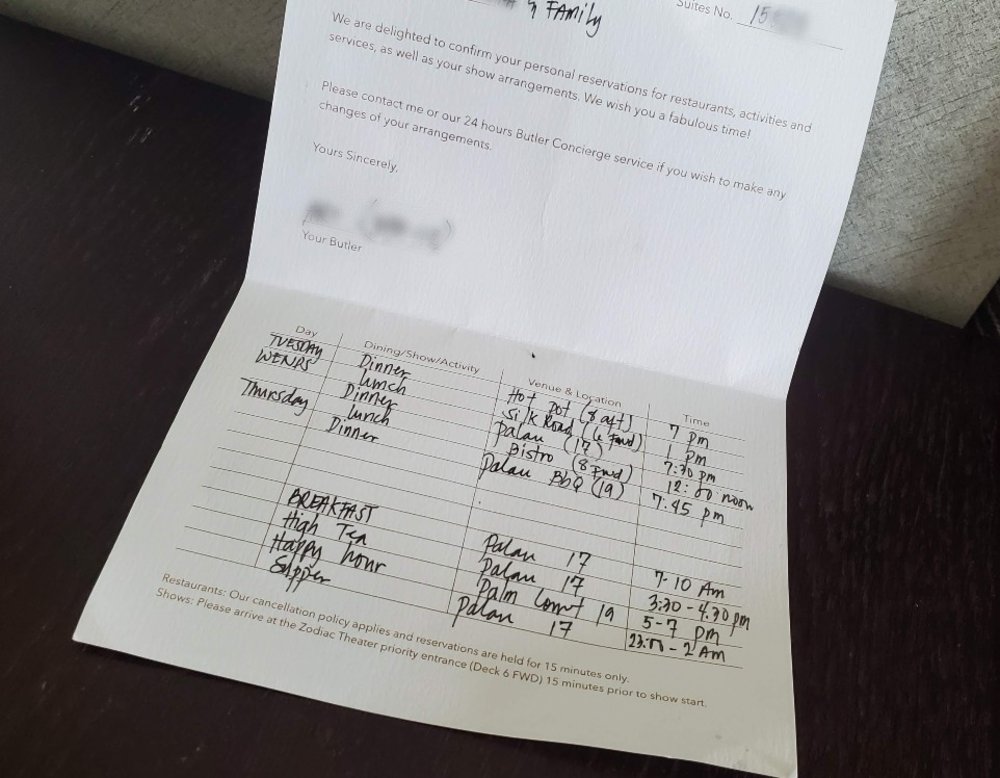 & FAMily
Suites No. 15
We are delighted to confirm your personal reservations for restaurants, activities and
services, as well as your show arrangements. We wish you a fabulous time!
Please contact me or our 24 hours Butler Concierge service if you wish to make any
changes of your arrangements.
Yours Sincerely,
Your Butler
Day Dining/Show/Activity Venue & Location Time
TUESDAY Dinner Hot Pot (8 aft) 7 pm
WENDS lunch Silk Road (6 Fwd) 1 pm
Dinner Palau (17) 7:30 pm
Thursday lunch Bistro (8 Fwd) 12:00 noon
Dinner Palau BbQ (19) 7:45 pm
BREAKFAST Palau 17 7-10 Am
High Tea Palau 17 3:30 - 4:30 pm
Happy hour Palm 19 5-7 pm
Supper Palau 17 23:00 - 2 Am
Restaurants: Our cancellation policy applies and reservations are held for 15 minutes only.
Shows: Please arrive at the Zodiac Theater priority entrance (Deck 6 FWD) 15 minutes prior to show start.